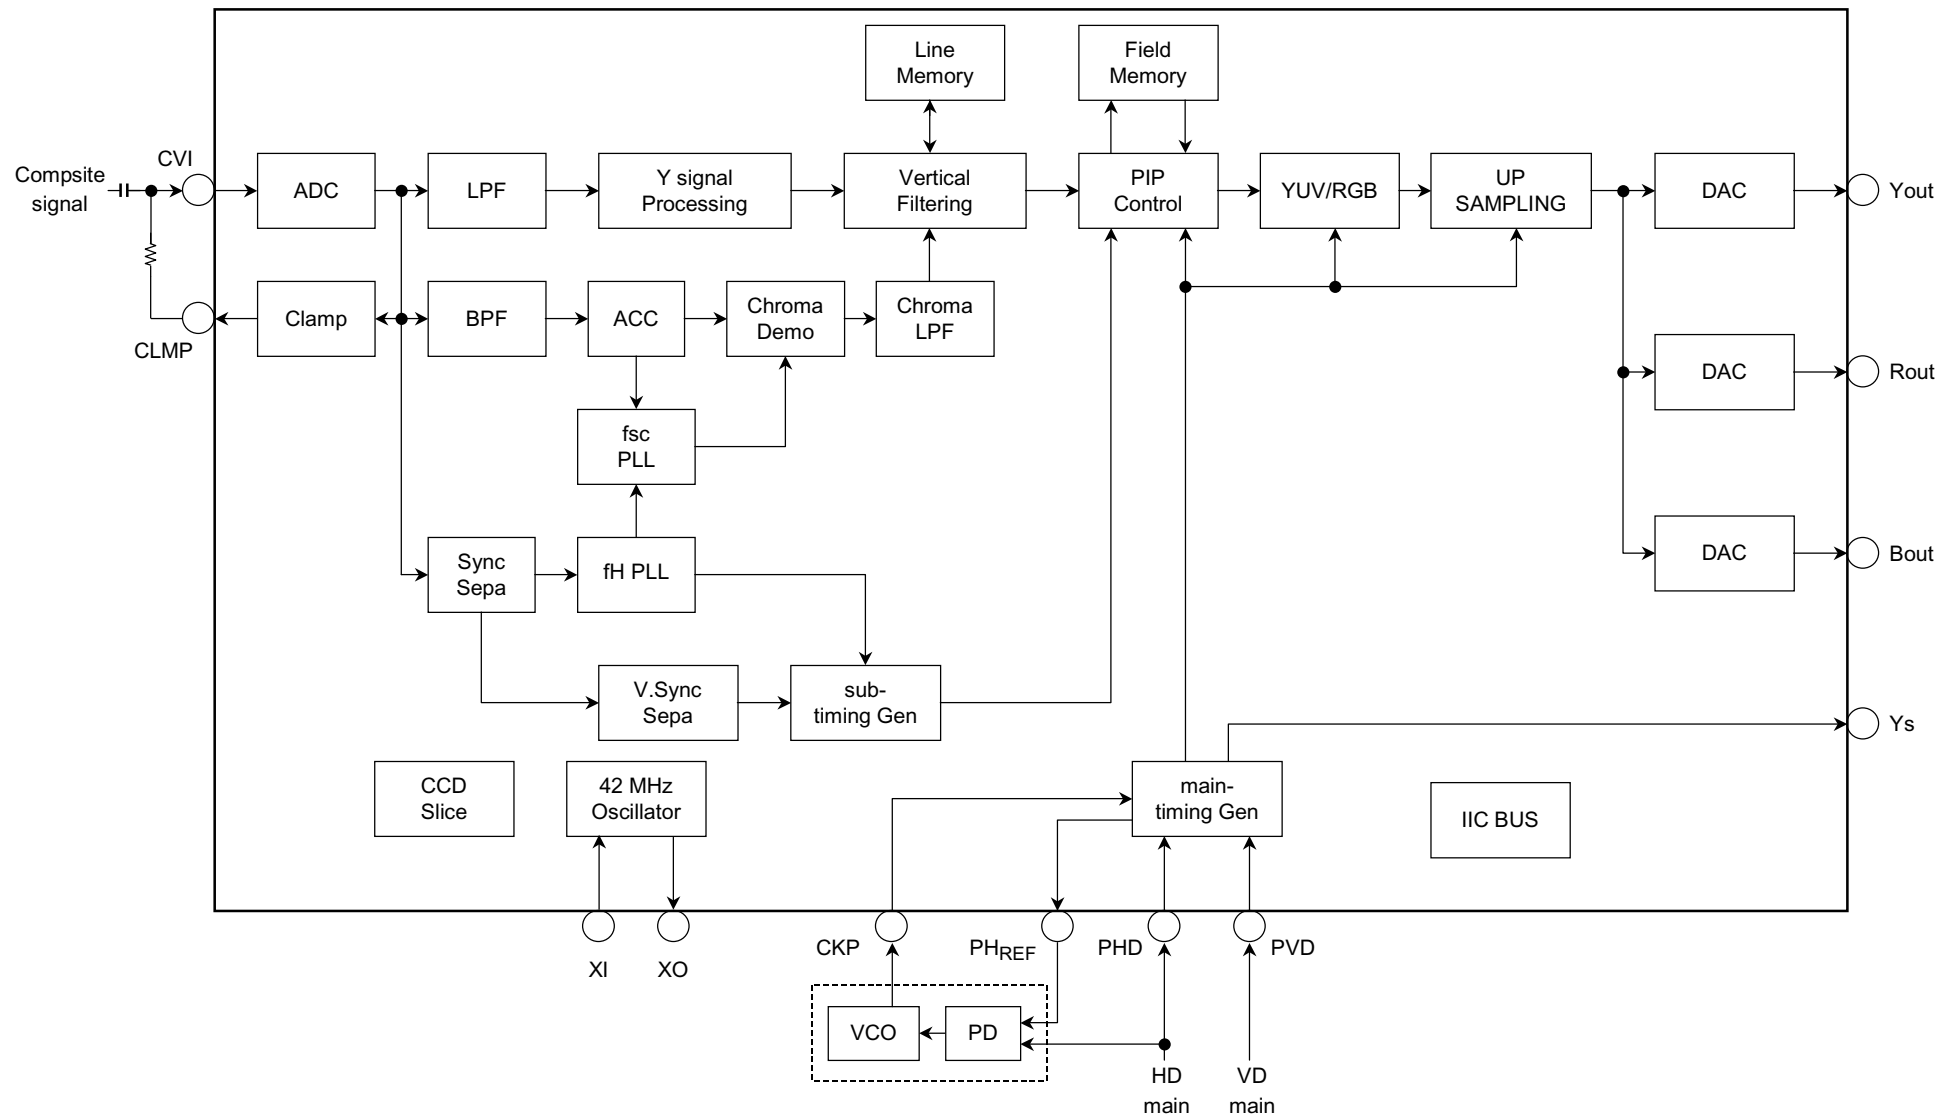 Line
Memory
Field
Memory
CVI
Compsite
signal
ADC
LPF
Y signal
Processing
Vertical
Filtering
PIP
Control
YUV/RGB
UP
SAMPLING
DAC
Yout
CLMP
Clamp
BPF
ACC
Chroma
Demo
Chroma
LPF
DAC
Rout
fsc
PLL
Sync
Sepa
fH PLL
DAC
Bout
V.Sync
Sepa
sub-
timing Gen
Ys
CCD
Slice
42 MHz
Oscillator
main-
timing Gen
IIC BUS
XI
XO
CKP
PHREF
PHD
PVD
VCO
PD
HD
main
VD
main